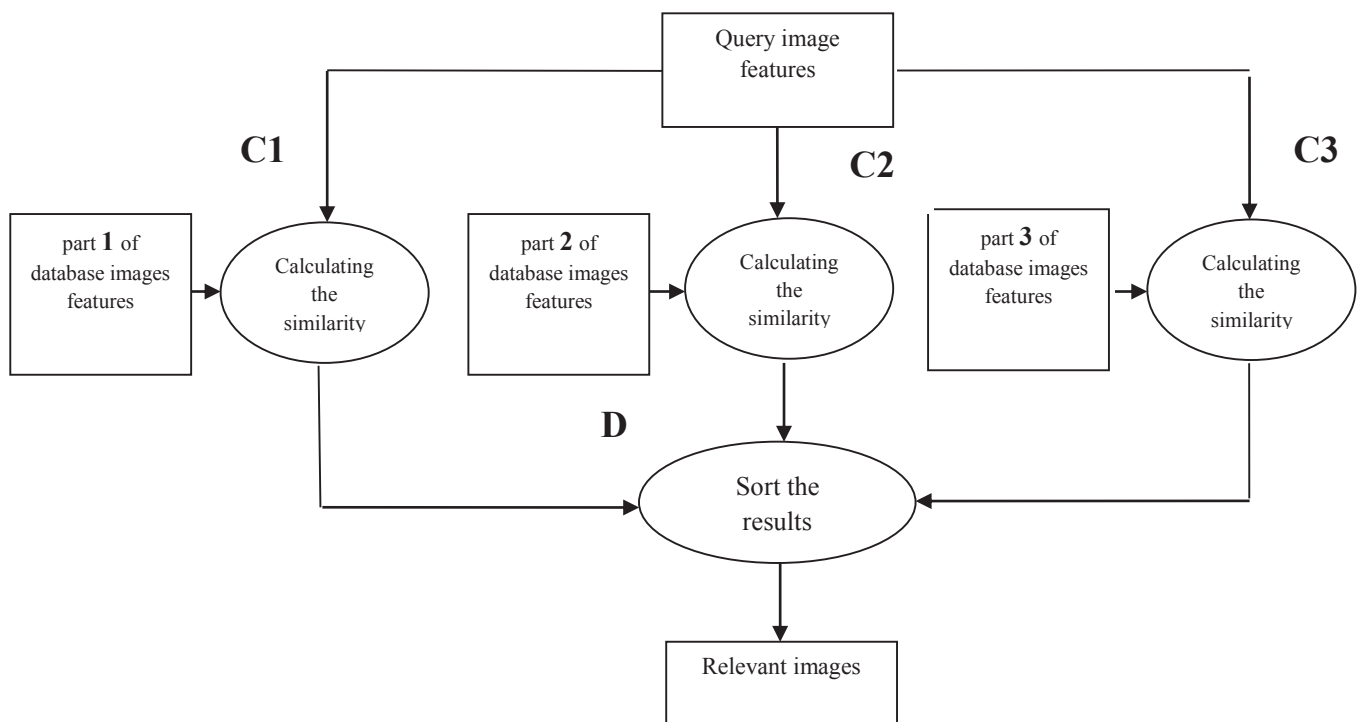 Query image
features
C1
C2
C3
part 1 of
database images
features
Calculating
the
similarity
part 2 of
database images
features
Calculating
the
similarity
part 3 of
database images
features
Calculating
the
similarity
D
Sort the
results
Relevant images